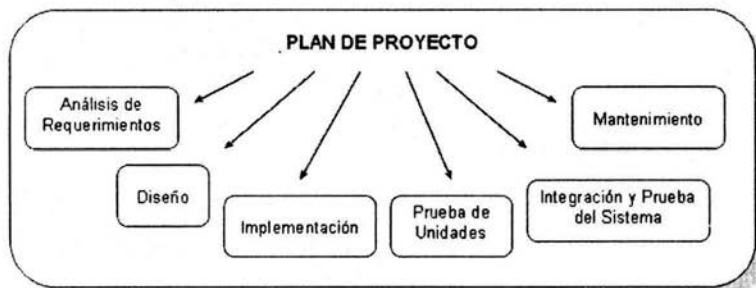 PLAN DE PROYECTO
Análisis de
Requerimientos
Mantenimiento
Diseño
Implementación
Prueba de
Unidades
Integración y Prueba
del Sistema